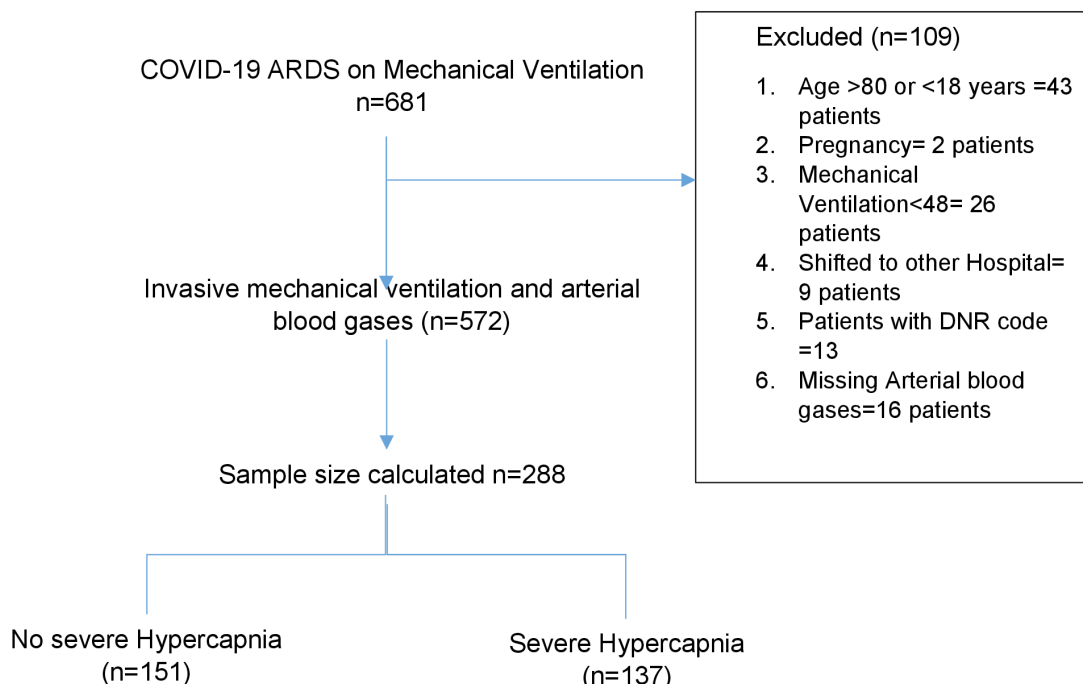 COVID-19 ARDS on Mechanical Ventilation
n=681
Excluded (n=109)
1. Age >80 or <18 years =43
patients
2. Pregnancy= 2 patients
3. Mechanical
Ventilation<48= 26
patients
4. Shifted to other Hospital=
9 patients
5. Patients with DNR code
=13
6. Missing Arterial blood
gases=16 patients
Invasive mechanical ventilation and arterial
blood gases (n=572)
Sample size calculated n=288
No severe Hypercapnia
(n=151)
Severe Hypercapnia
(n=137)